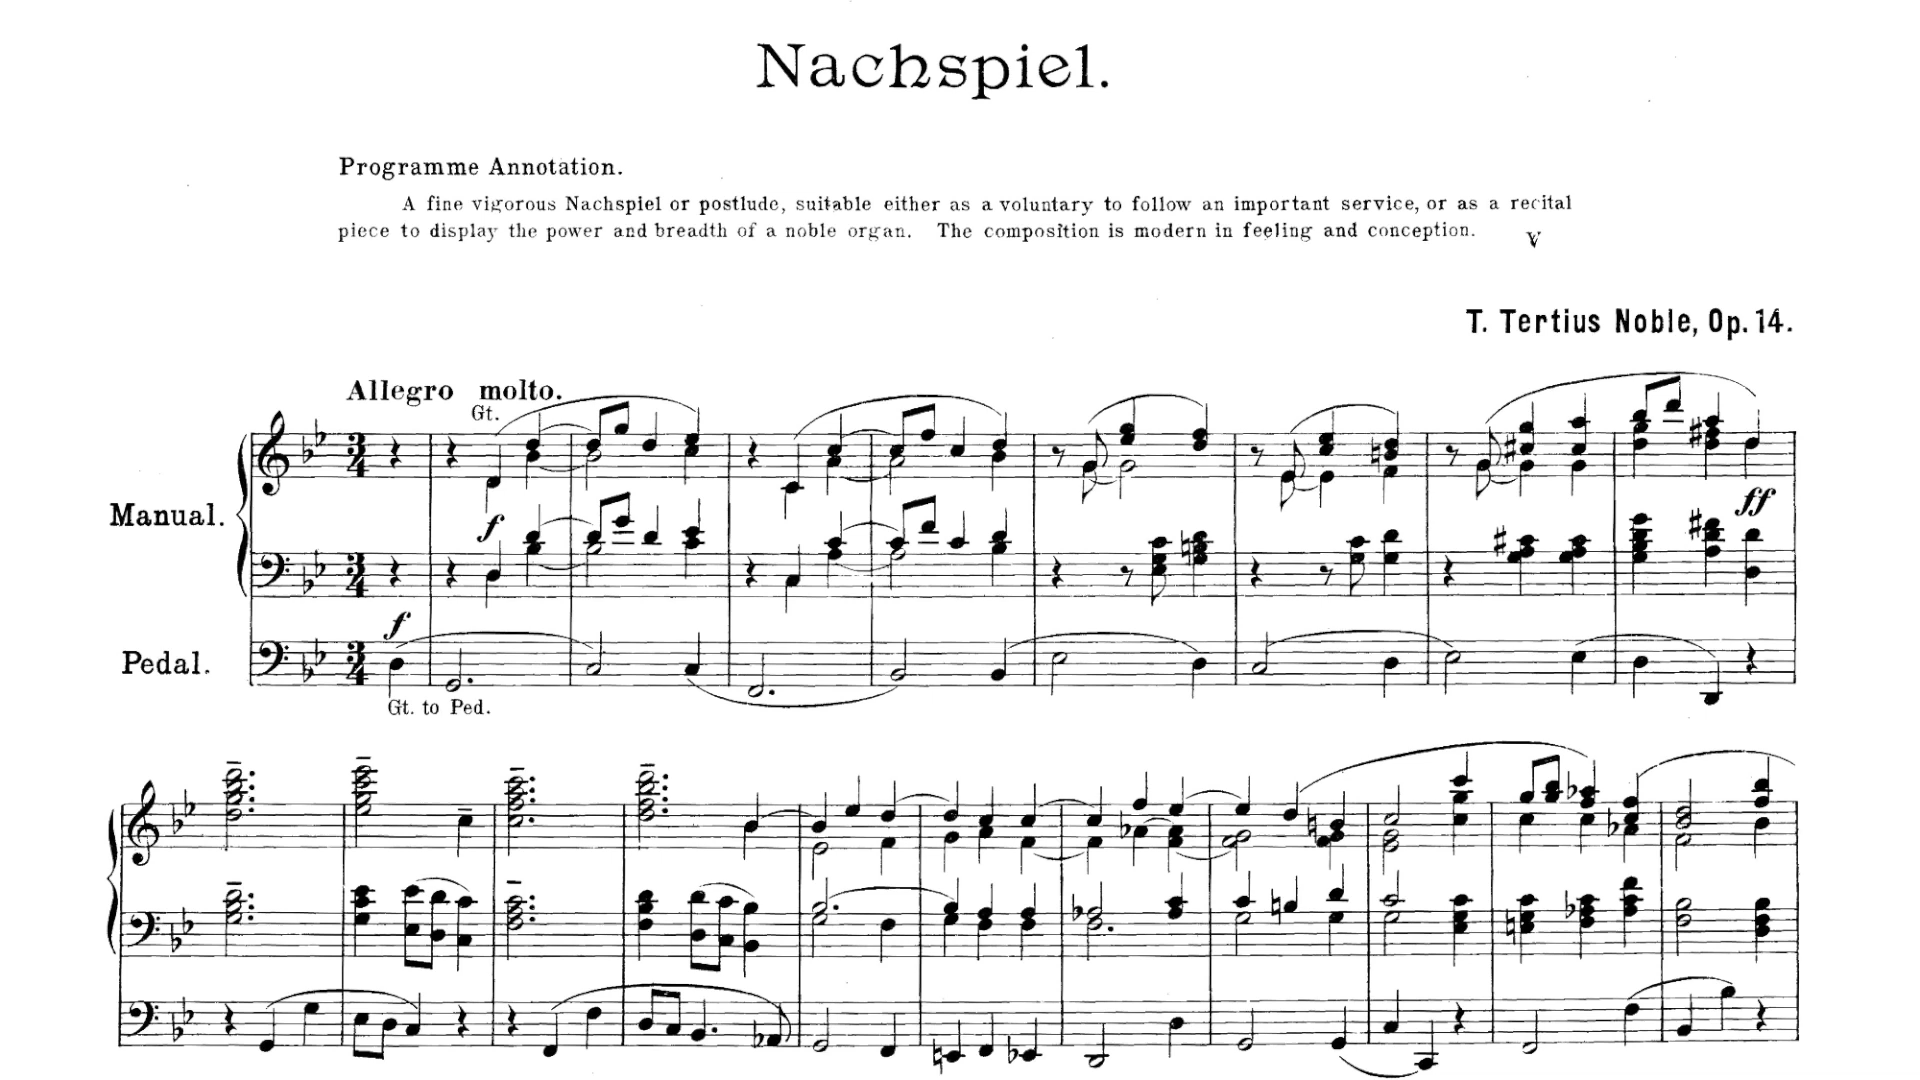 Nachspiel.
Programme Annotation.
A fine vigorous Nachspiel or postlude, suitable either as a voluntary to follow an important service, or as a recital
piece to display the power and breadth of a noble organ. The composition is modern in feeling and conception.
T. Tertius Noble, Op. 14.
Allegro molto.
Gt.
Manual.
f
ff
f
Pedal.
Gt. to Ped.